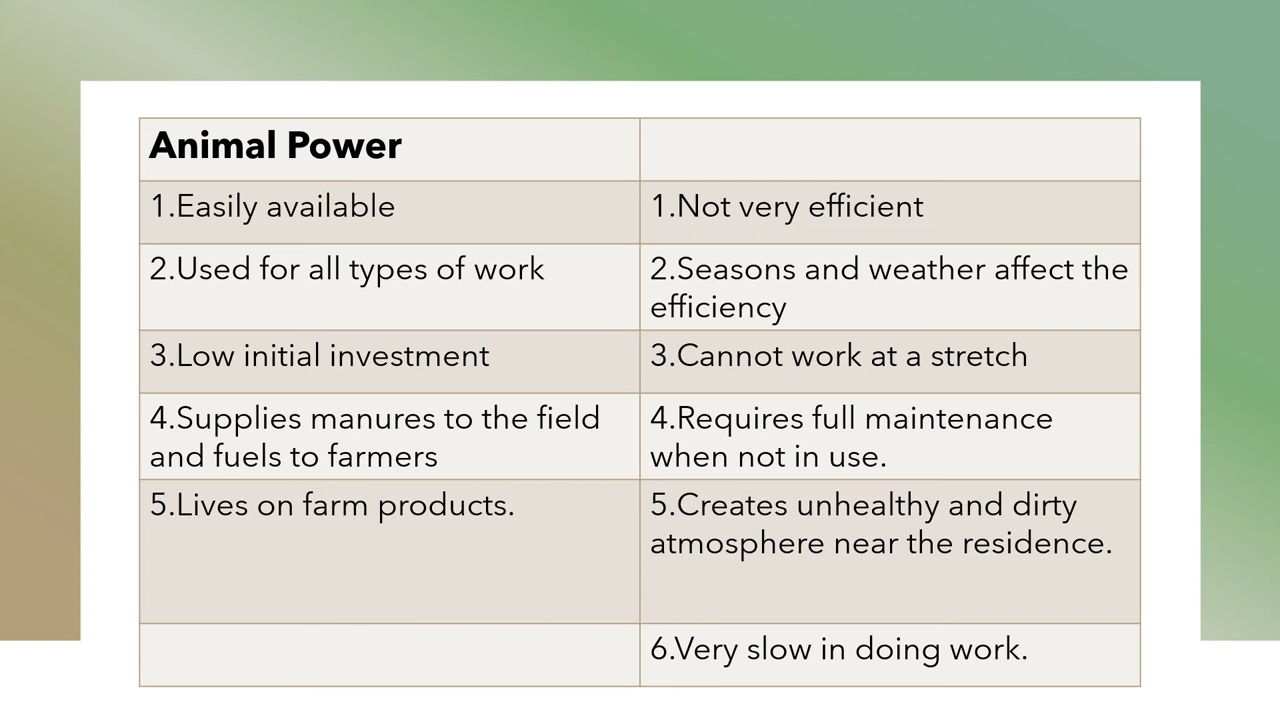 Animal Power
1.Easily available
1.Not very efficient
2.Used for all types of work
2.Seasons and weather affect the
efficiency
3.Low initial investment
3.Cannot work at a stretch
4.Supplies manures to the field
and fuels to farmers
4.Requires full maintenance
when not in use.
5.Lives on farm products.
5.Creates unhealthy and dirty
atmosphere near the residence.
6.Very slow in doing work.